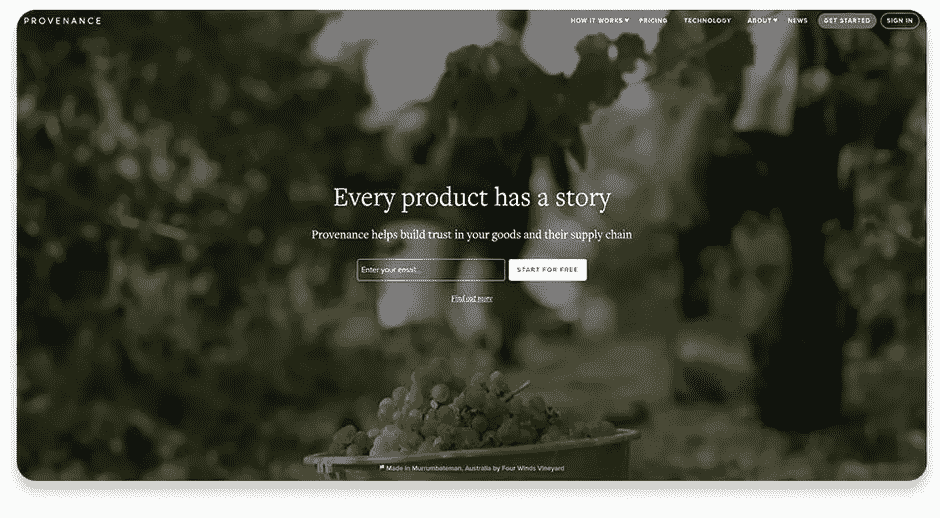 PROVENANCE
HOW IT WORKS ▾ PRICING TECHNOLOGY ABOUT ▾ NEWS GET STARTED SIGN IN
Every product has a story
Provenance helps build trust in your goods and their supply chain
Enter your email... START FOR FREE
Find out more
Made in Murrumbateman, Australia by Four Winds Vineyard